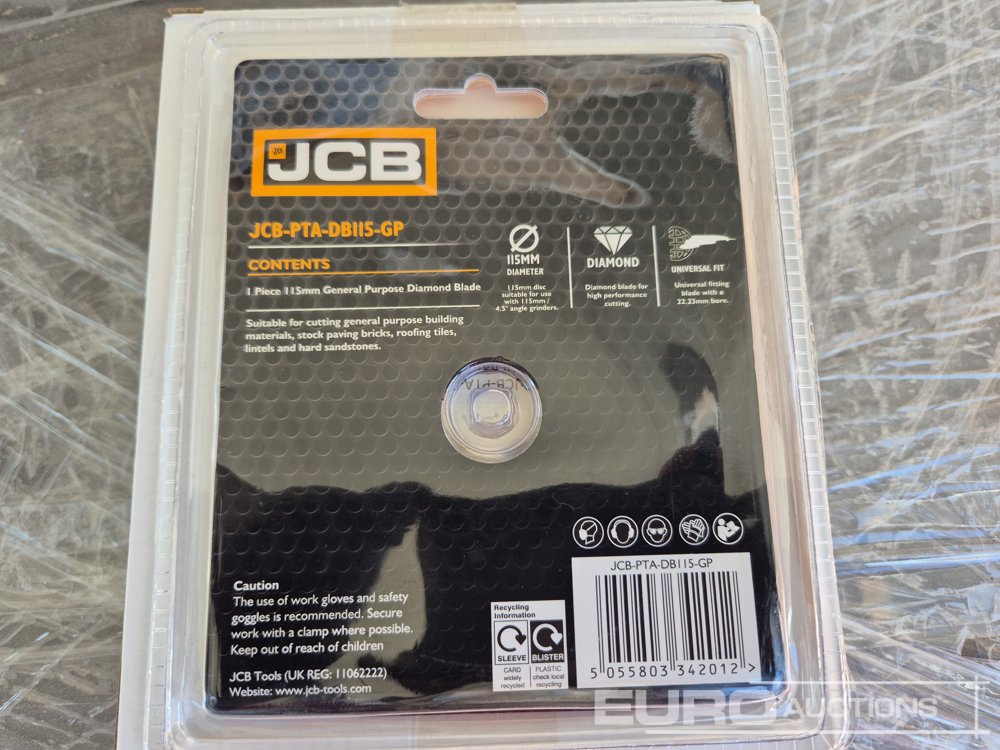 JCB
JCB-PTA-DB115-GP
CONTENTS
1 Piece 115mm General Purpose Diamond Blade
Suitable for cutting general purpose building
materials, stock paving bricks, roofing tiles,
lintels and hard sandstones.
115MM
DIAMETER
115mm disc
suitable for use
with 115mm /
4.5" angle grinders.
DIAMOND
Diamond blade for
high performance
cutting.
UNIVERSAL FIT
Universal fitting
blade with a
22.23mm bore.
JCB-PTA-
Caution
The use of work gloves and safety
goggles is recommended. Secure
work with a clamp where possible.
Keep out of reach of children
JCB Tools (UK REG: 11062222)
Website: www.jcb-tools.com
Recycling
Information
SLEEVE
CARD
widely
recycled
BLISTER
PLASTIC
check local
recycling
JCB-PTA-DB115-GP
5 055803 342012 >
EURO AUCTIONS